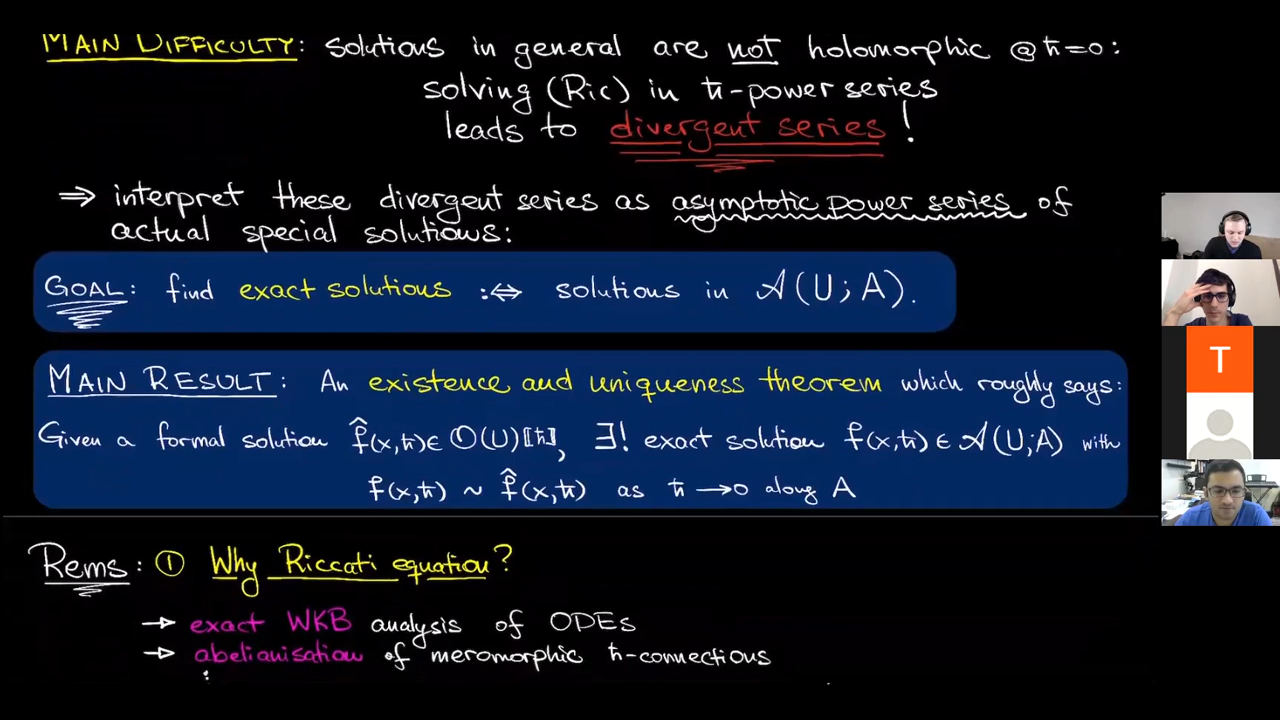 MAIN DIFFICULTY: solutions in general are not holomorphic @ ħ=0:
solving (Ric) in ħ-power series
leads to divergent series!
⇒ interpret these divergent series as asymptotic power series of
actual special solutions:
GOAL: find exact solutions :⇔ solutions in 𝒜(U; A).
MAIN RESULT: An existence and uniqueness theorem which roughly says:
Given a formal solution f̂(x,ħ) ∈ 𝒪(U)⟦ħ⟧, ∃! exact solution f(x,ħ) ∈ 𝒜(U;A) with
f(x,ħ) ~ f̂(x,ħ) as ħ → 0 along A
Rems: ① Why Riccati equation?
→ exact WKB analysis of ODEs
→ abelianisation of meromorphic ħ-connections
T